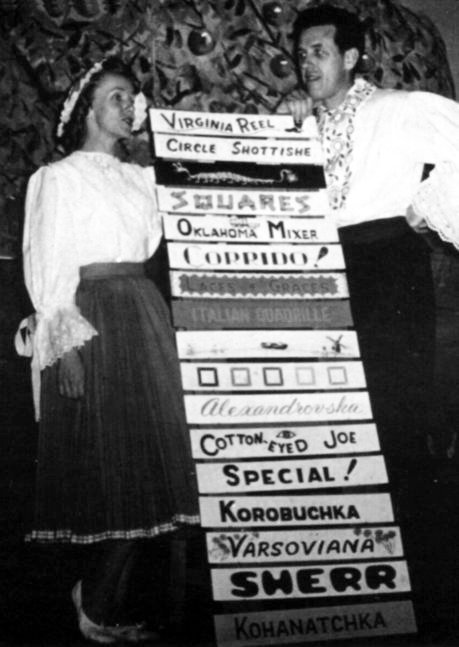 VIRGINIA REEL
CIRCLE SHOTTISHE
SQUARES
OKLAHOMA MIXER
COPPIDO!
LACES & GRACES
ITALIAN QUADRILLE
Alexandrovska
COTTON-EYED JOE
SPECIAL!
KOROBUCHKA
VARSOVIANA
SHERR
KOHANATCHKA